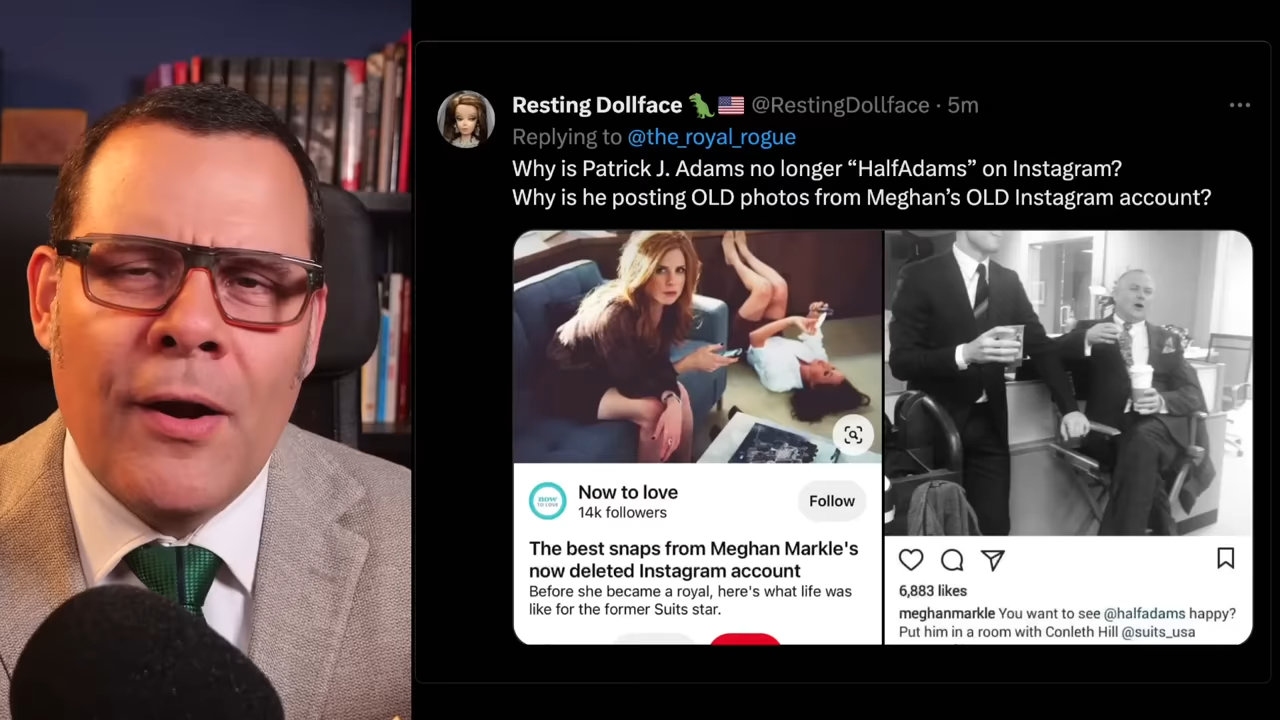 Resting Dollface 🦖🇺🇸 @RestingDollface · 5m
Replying to @the_royal_rogue
Why is Patrick J. Adams no longer “HalfAdams” on Instagram?
Why is he posting OLD photos from Meghan’s OLD Instagram account?
now
TO LOVE
Now to love
14k followers
Follow
The best snaps from Meghan Markle's
now deleted Instagram account
Before she became a royal, here's what life was
like for the former Suits star.
6,883 likes
meghanmarkle You want to see @halfadams happy?
Put him in a room with Conleth Hill @suits_usa